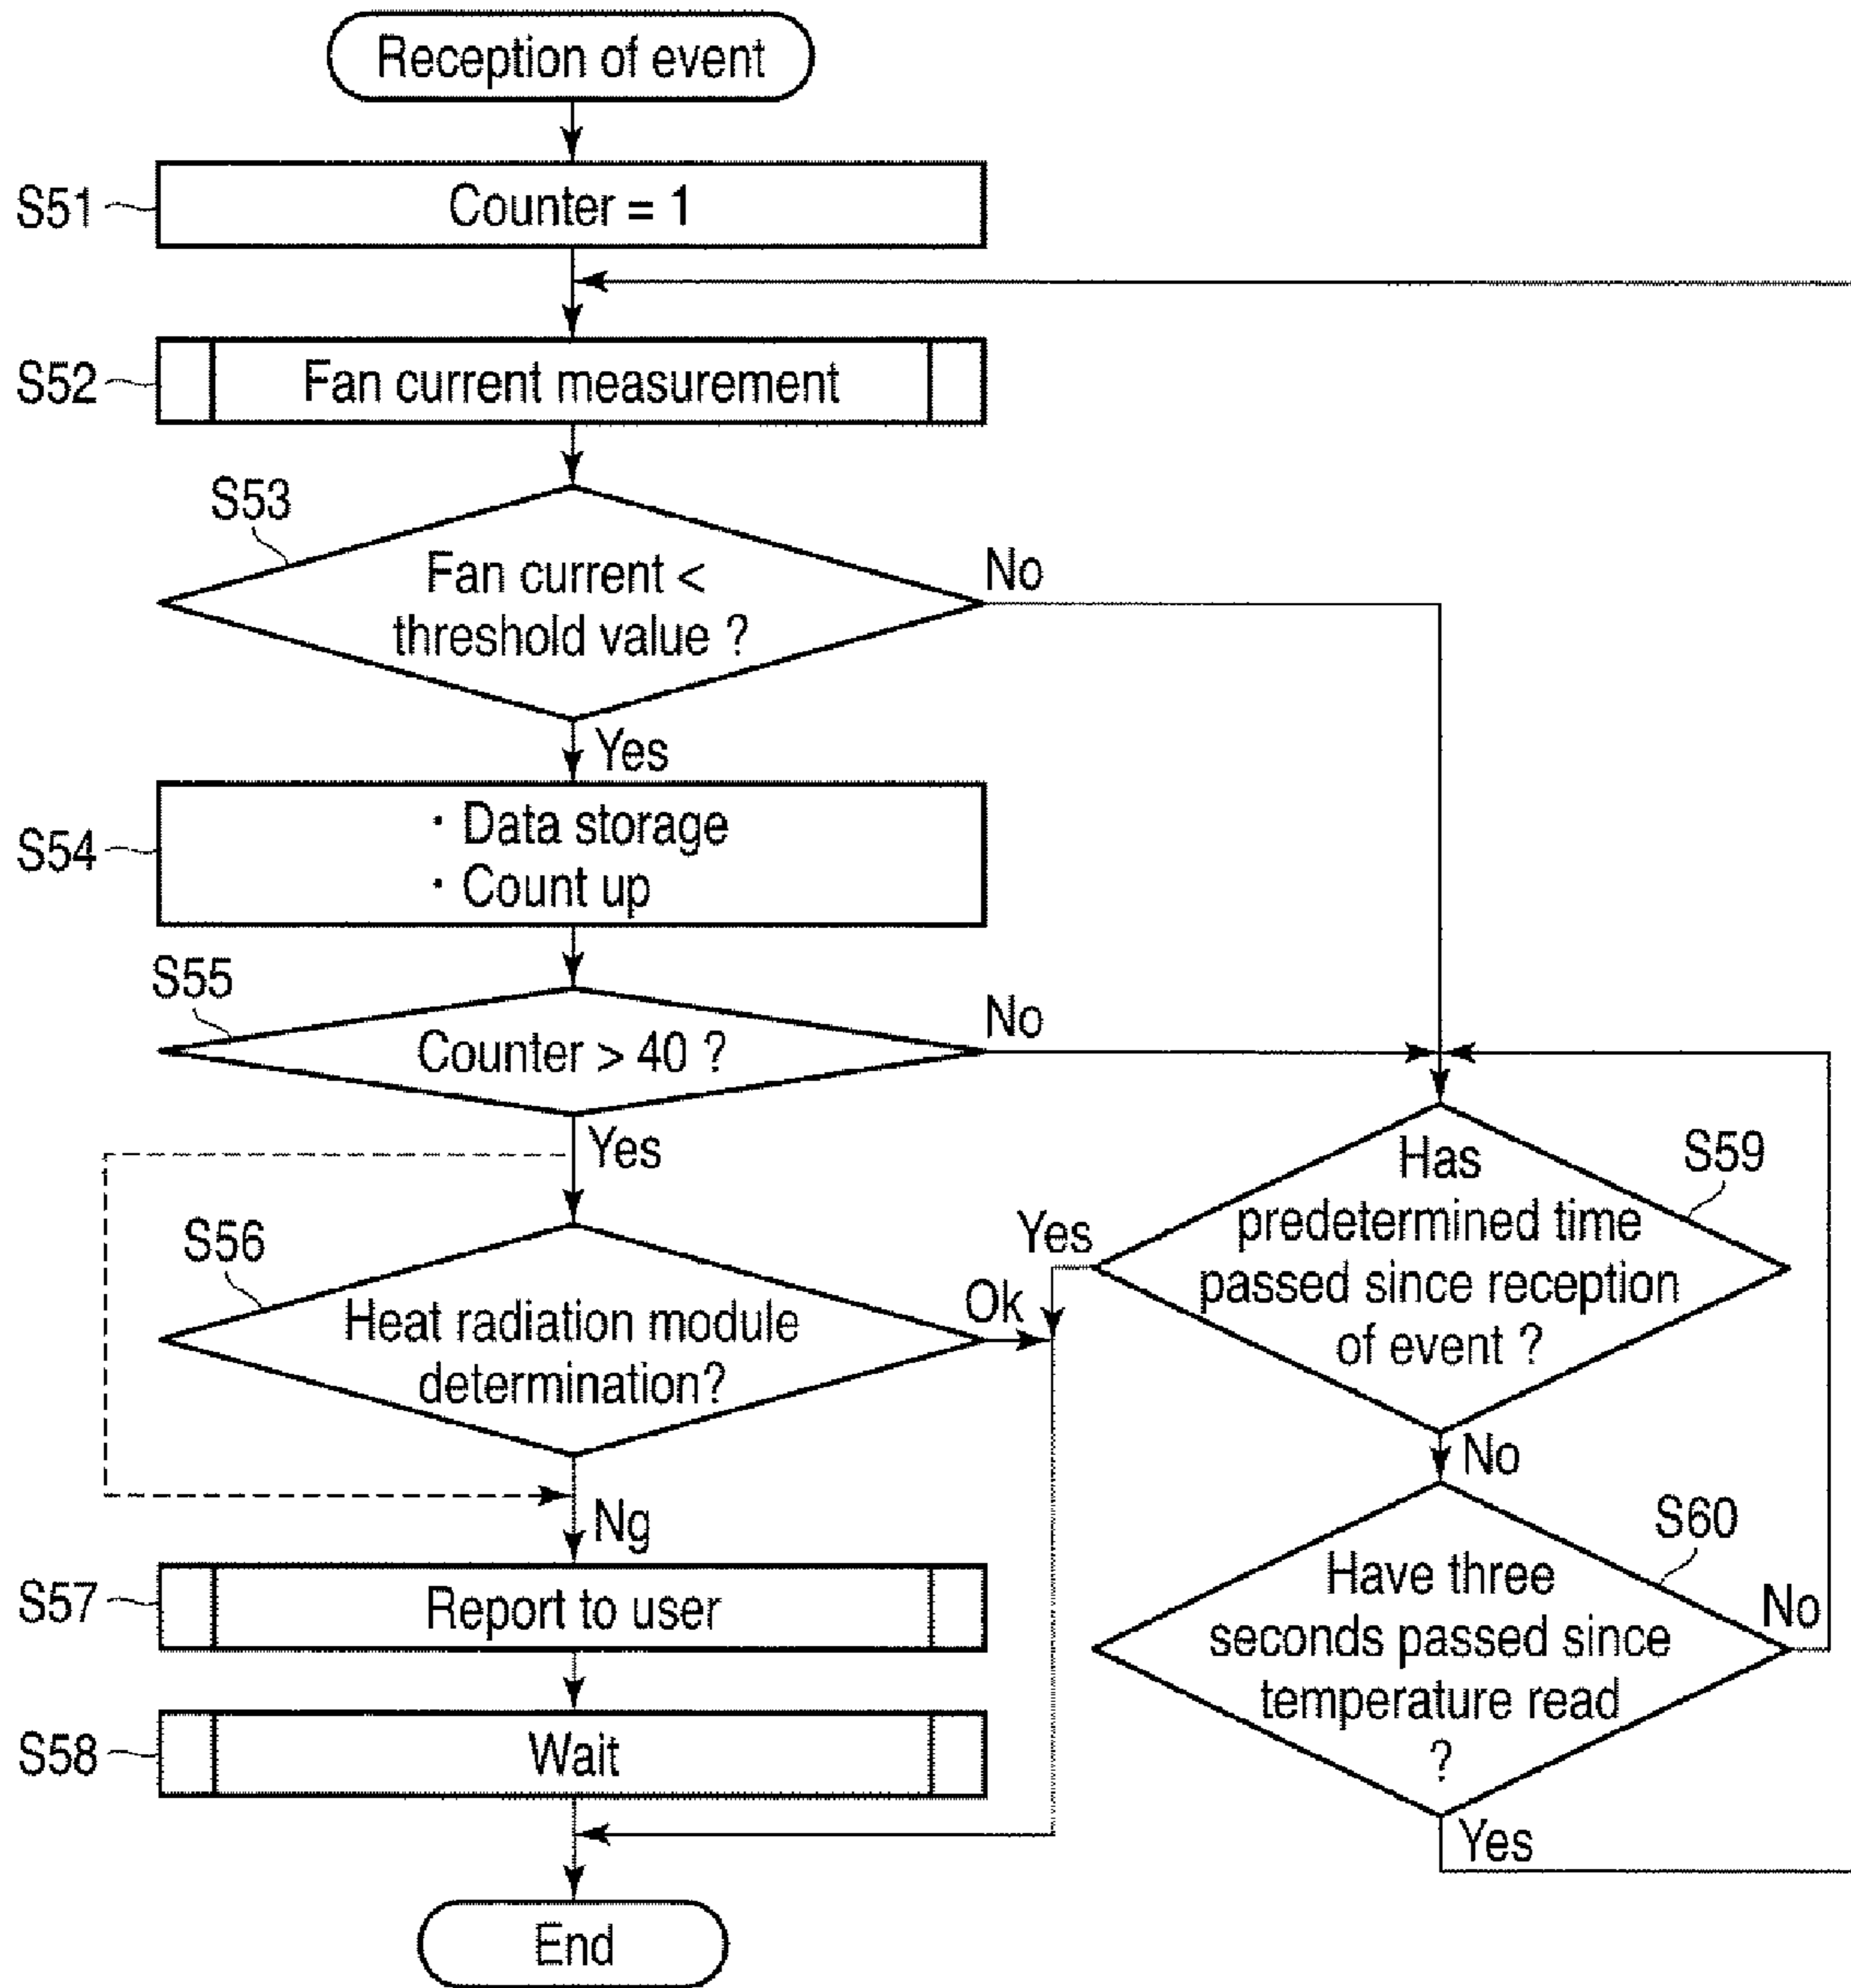 Reception of event
S51
Counter = 1
S52
Fan current measurement
S53
Fan current <
threshold value ?
No
Yes
S54
・ Data storage
・ Count up
S55
Counter > 40 ?
No
Yes
S56
Heat radiation module
determination?
Ok
Ng
S57
Report to user
S58
Wait
End
S59
Has
predetermined time
passed since reception
of event ?
Yes
No
S60
Have three
seconds passed since
temperature read
?
No
Yes